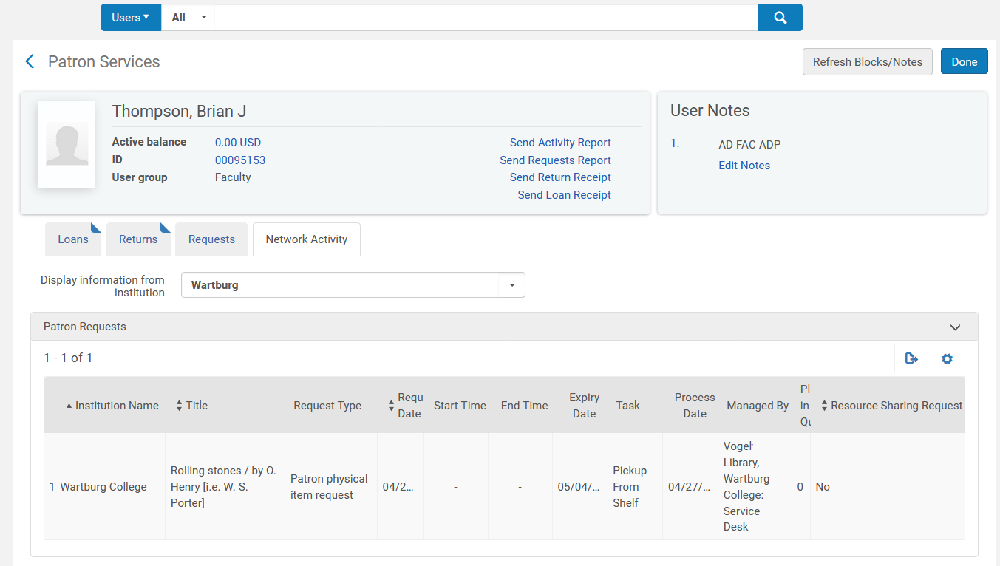 Users
All
Patron Services
Refresh Blocks/Notes
Done
Thompson, Brian J
Active balance 0.00 USD
ID 00095153
User group Faculty
Send Activity Report
Send Requests Report
Send Return Receipt
Send Loan Receipt
User Notes
1. AD FAC ADP
Edit Notes
Loans Returns Requests Network Activity
Display information from
institution
Wartburg
Patron Requests
1 - 1 of 1
Institution Name
Title
Request Type
Requ
Date
Start Time
End Time
Expiry
Date
Task
Process
Date
Managed By
Pl
in
Qu
Resource Sharing Request
1
Wartburg College
Rolling stones / by O.
Henry [i.e. W. S.
Porter]
Patron physical
item request
04/2...
-
-
05/04/...
Pickup
From
Shelf
04/27/...
Vogel
Library,
Wartburg
College:
Service
Desk
0
No